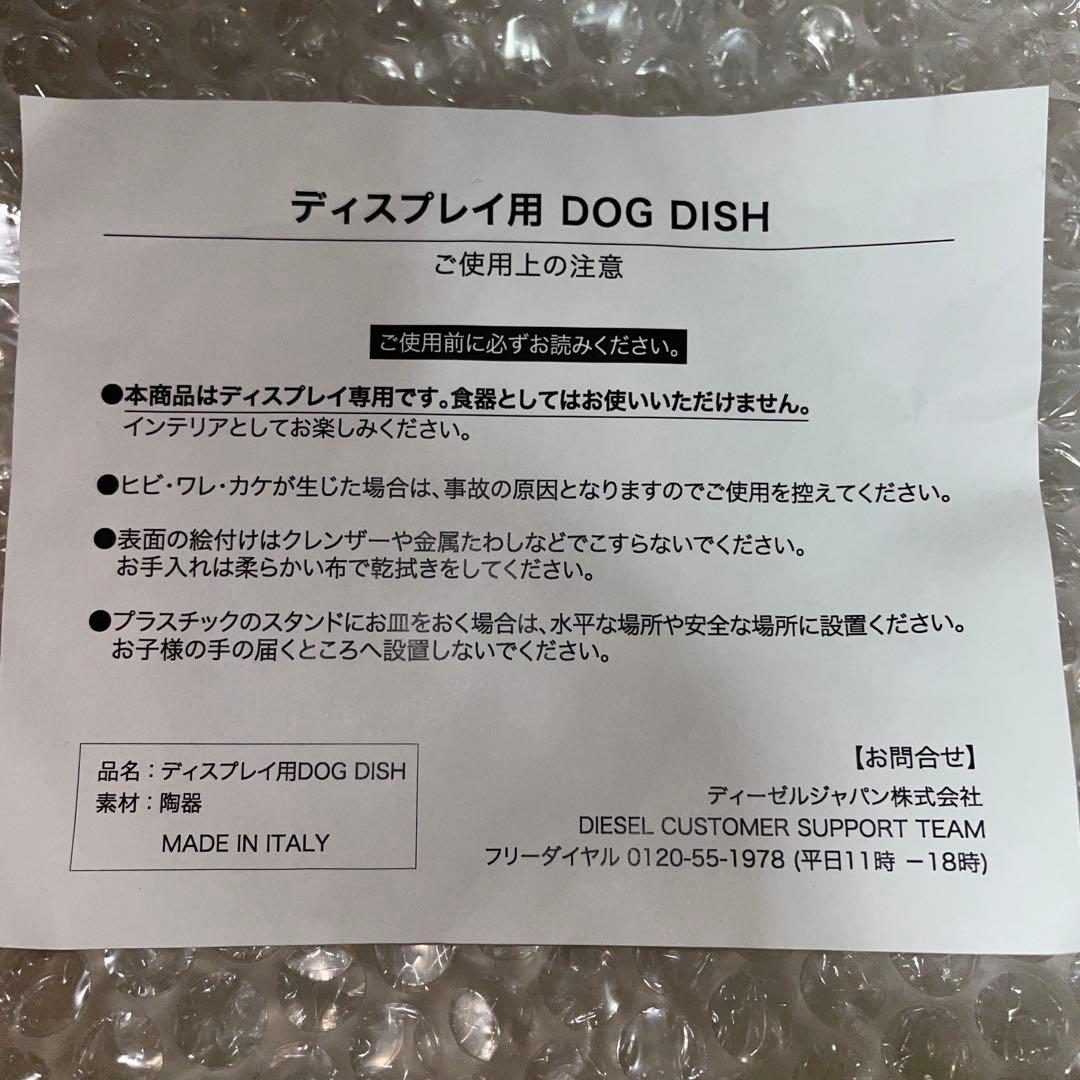 ディスプレイ用 DOG DISH
ご使用上の注意
ご使用前に必ずお読みください。
●本商品はディスプレイ専用です。食器としてはお使いいただけません。
インテリアとしてお楽しみください。
●ヒビ・ワレ・カケが生じた場合は、事故の原因となりますのでご使用を控えてください。
●表面の絵付けはクレンザーや金属たわしなどでこすらないでください。
お手入れは柔らかい布で乾拭きをしてください。
●プラスチックのスタンドにお皿をおく場合は、水平な場所や安全な場所に設置ください。
お子様の手の届くところへ設置しないでください。
品名：ディスプレイ用DOG DISH
素材：陶器
MADE IN ITALY
【お問合せ】
ディーゼルジャパン株式会社
DIESEL CUSTOMER SUPPORT TEAM
フリーダイヤル 0120-55-1978 (平日11時 －18時)